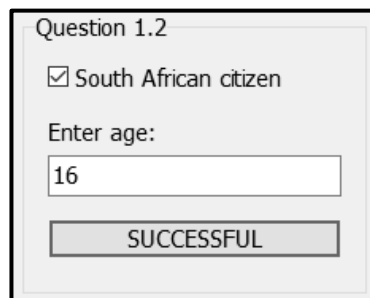 Question 1.2
South African citizen
Enter age:
16
SUCCESSFUL